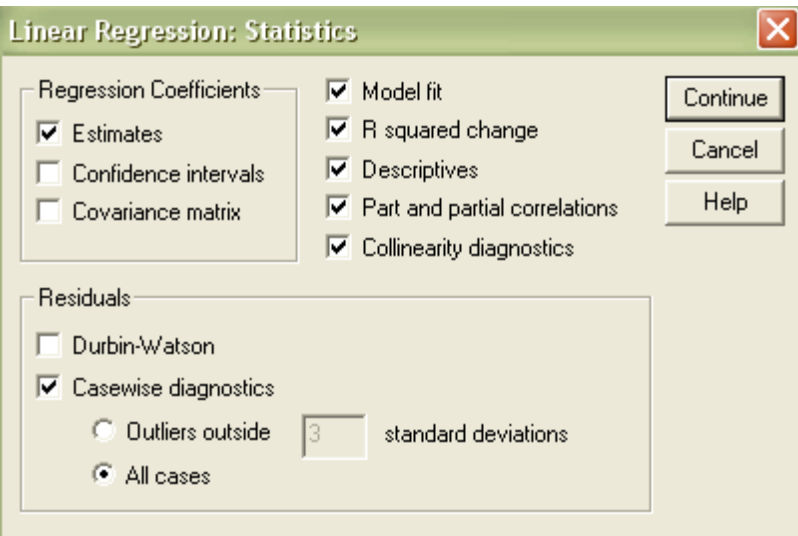 Linear Regression: Statistics
Regression Coefficients
Estimates
Confidence intervals
Covariance matrix
Model fit
R squared change
Descriptives
Part and partial correlations
Collinearity diagnostics
Continue
Cancel
Help
Residuals
Durbin-Watson
Casewise diagnostics
Outliers outside 3 standard deviations
All cases